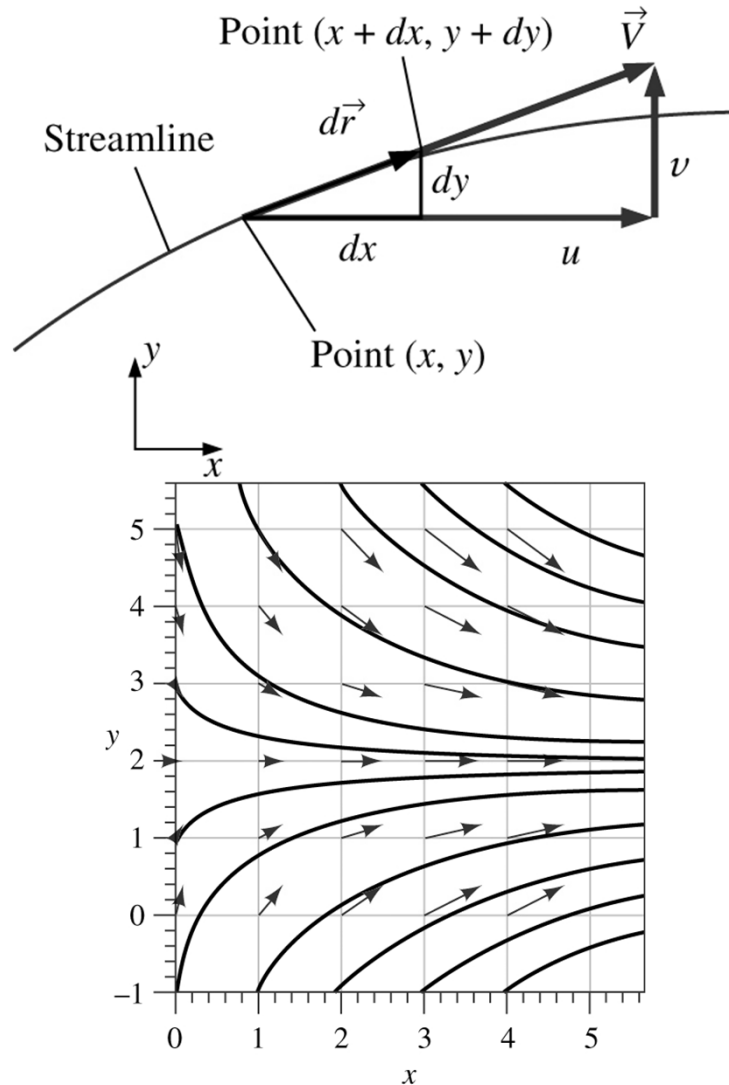 Point (x + dx, y + dy)
V⃗
dr⃗
Streamline
dy
v
dx
u
Point (x, y)
y
x
5
4
3
y
2
1
0
−1
0 1 2 3 4 5
x